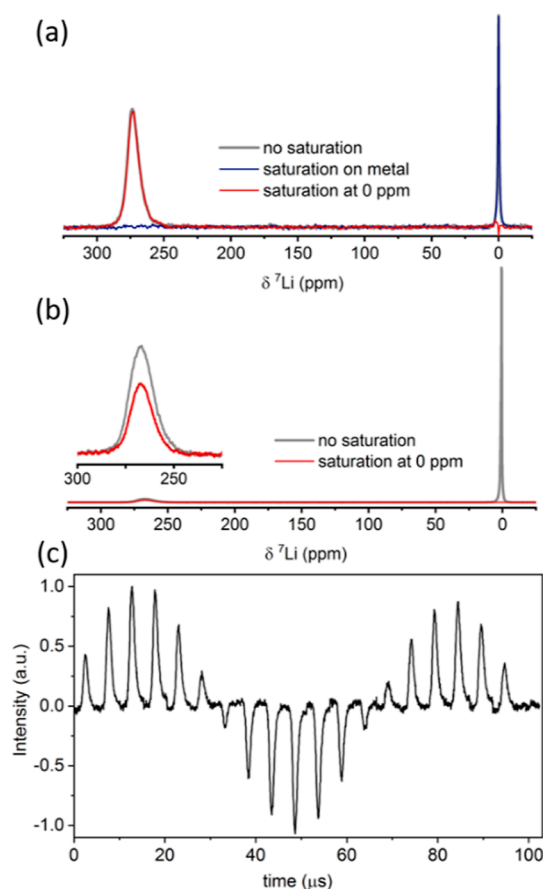 (a)
no saturation
saturation on metal
saturation at 0 ppm
300 250 200 150 100 50 0
δ ⁷Li (ppm)
(b)
no saturation
saturation at 0 ppm
300 250
300 250 200 150 100 50 0
δ ⁷Li (ppm)
(c)
Intensity (a.u.)
1.0
0.5
0.0
-0.5
-1.0
0 20 40 60 80 100
time (μs)